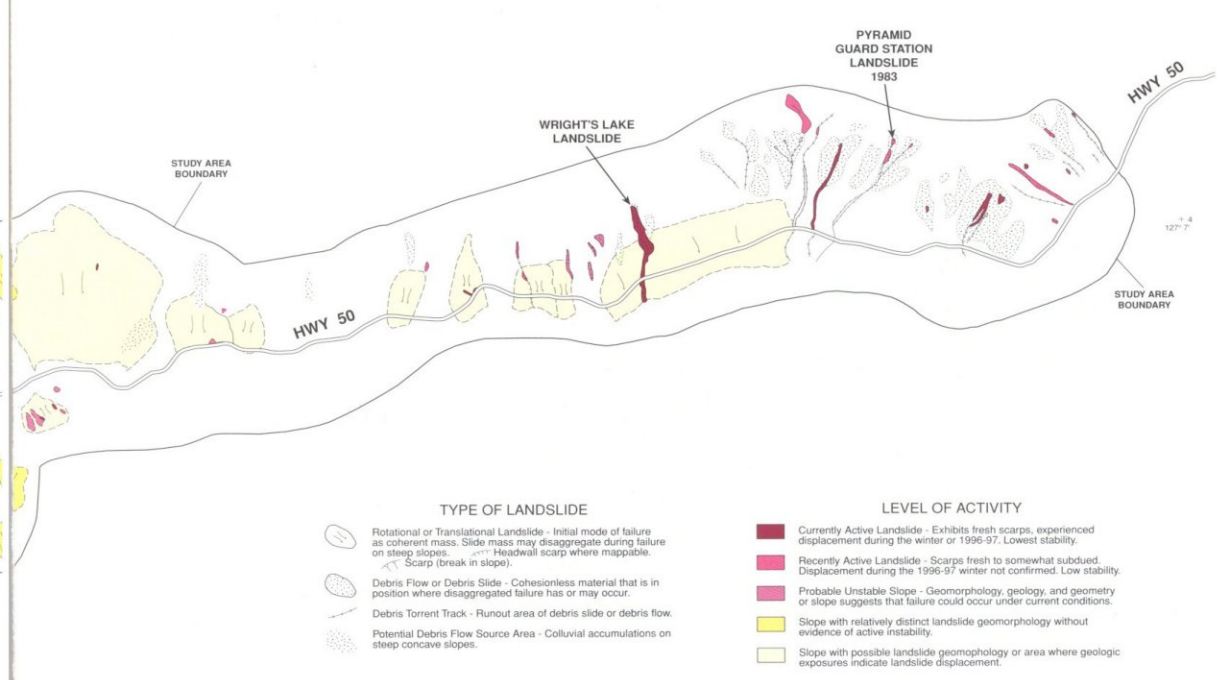 PYRAMID
GUARD STATION
LANDSLIDE
1983
HWY 50
WRIGHT'S LAKE
LANDSLIDE
STUDY AREA
BOUNDARY
+ 4
127° 7'
STUDY AREA
BOUNDARY
HWY 50
TYPE OF LANDSLIDE
Rotational or Translational Landslide - Initial mode of failure
as coherent mass. Slide mass may disaggregate during failure
on steep slopes. Headwall scarp where mappable.
Scarp (break in slope).
Debris Flow or Debris Slide - Cohesionless material that is in
position where disaggregated failure has or may occur.
Debris Torrent Track - Runout area of debris slide or debris flow.
Potential Debris Flow Source Area - Colluvial accumulations on
steep concave slopes.
LEVEL OF ACTIVITY
Currently Active Landslide - Exhibits fresh scarps, experienced
displacement during the winter or 1996-97. Lowest stability.
Recently Active Landslide - Scarps fresh to somewhat subdued.
Displacement during the 1996-97 winter not confirmed. Low stability.
Probable Unstable Slope - Geomorphology, geology, and geometry
or slope suggests that failure could occur under current conditions.
Slope with relatively distinct landslide geomorphology without
evidence of active instability.
Slope with possible landslide geomophology or area where geologic
exposures indicate landslide displacement.